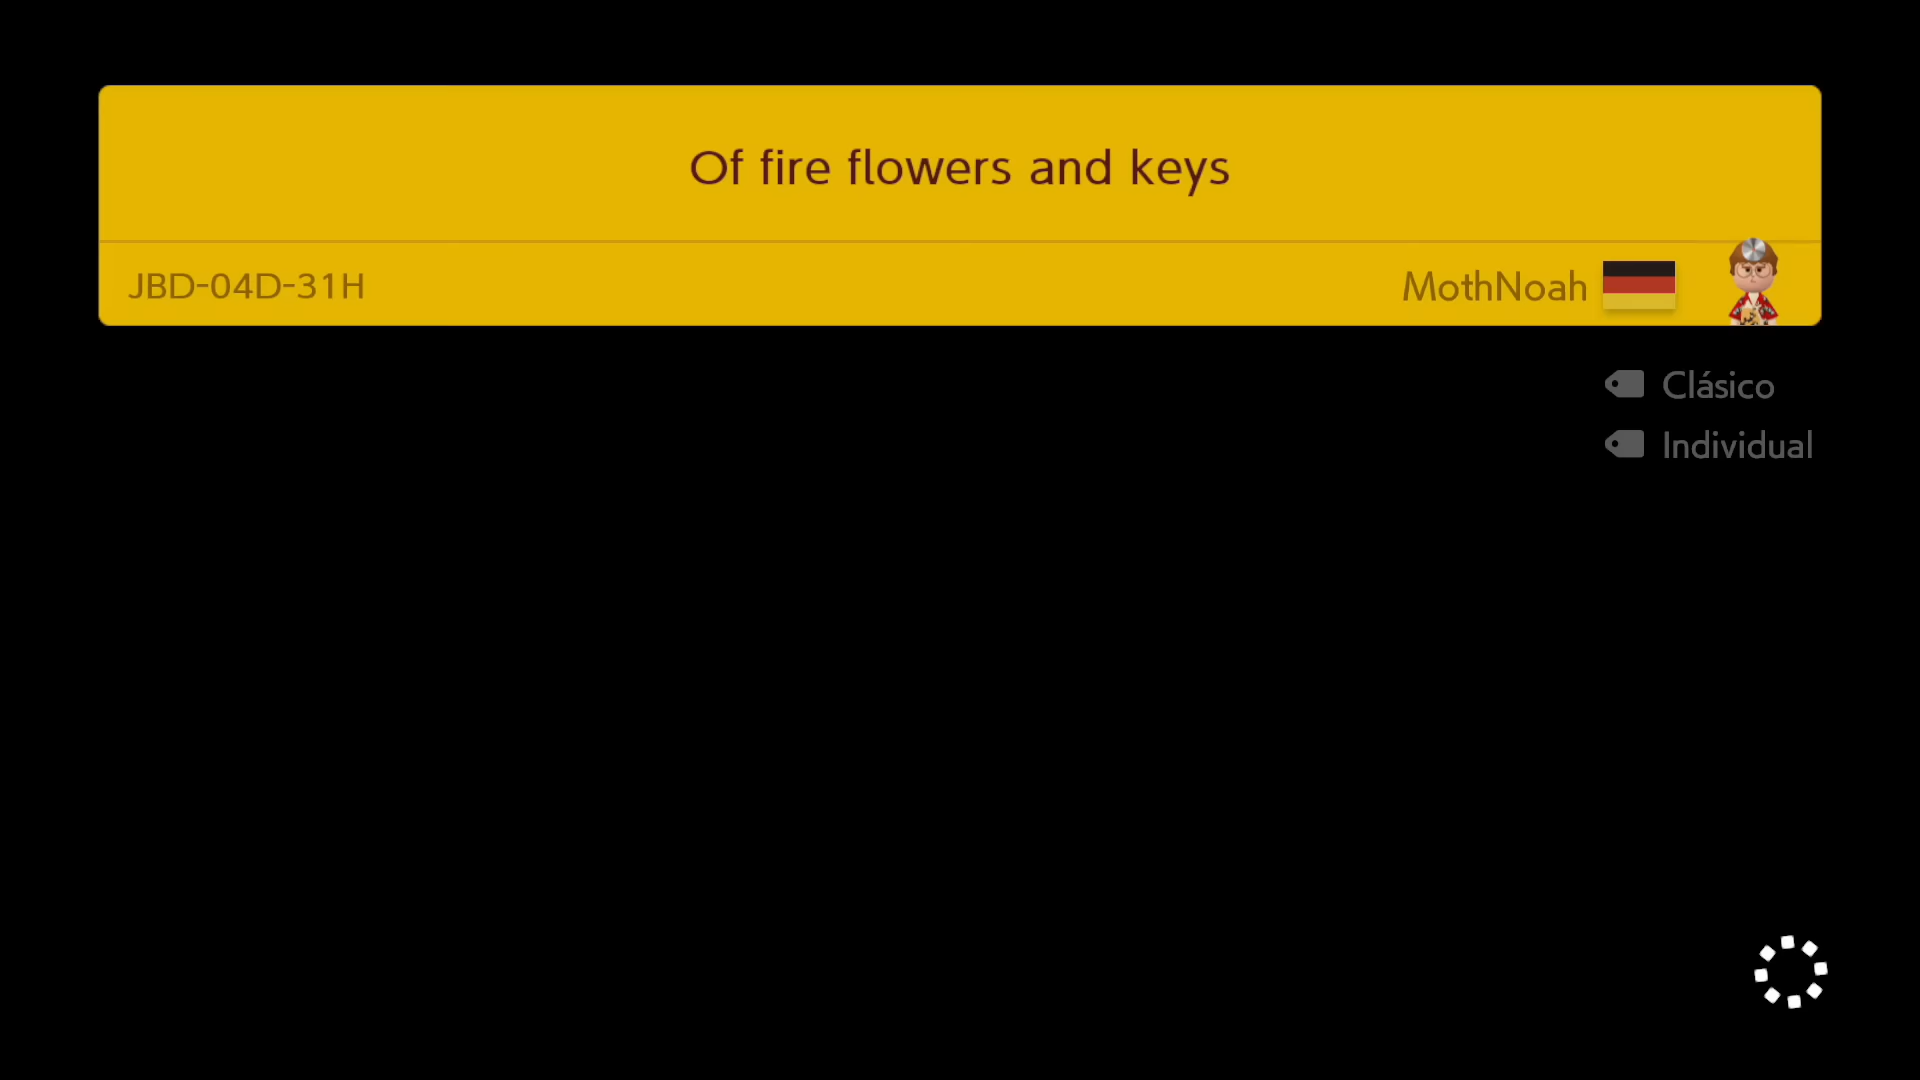 Of fire flowers and keys
JBD-04D-31H
MothNoah
Clásico
Individual